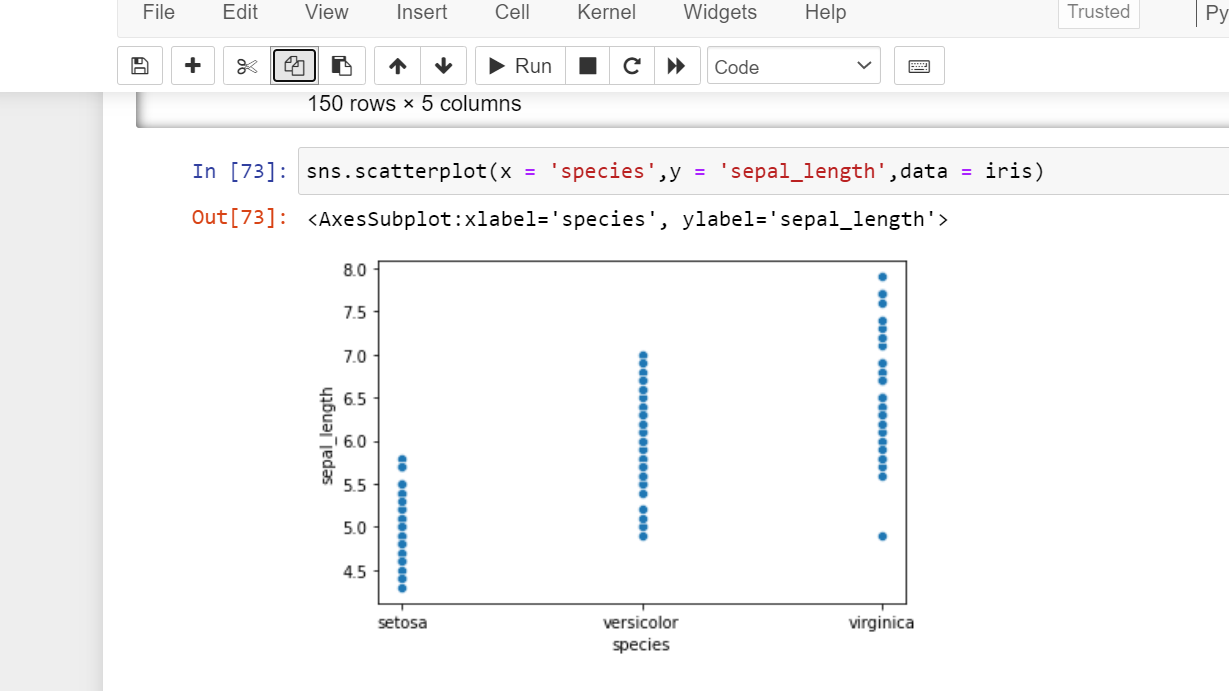 File Edit View Insert Cell Kernel Widgets Help Trusted Py
Run Code
150 rows × 5 columns
In [73]: sns.scatterplot(x = 'species',y = 'sepal_length',data = iris)
Out[73]: <AxesSubplot:xlabel='species', ylabel='sepal_length'>
8.0
7.5
7.0
6.5
6.0
5.5
5.0
4.5
sepal_length
setosa versicolor virginica
species